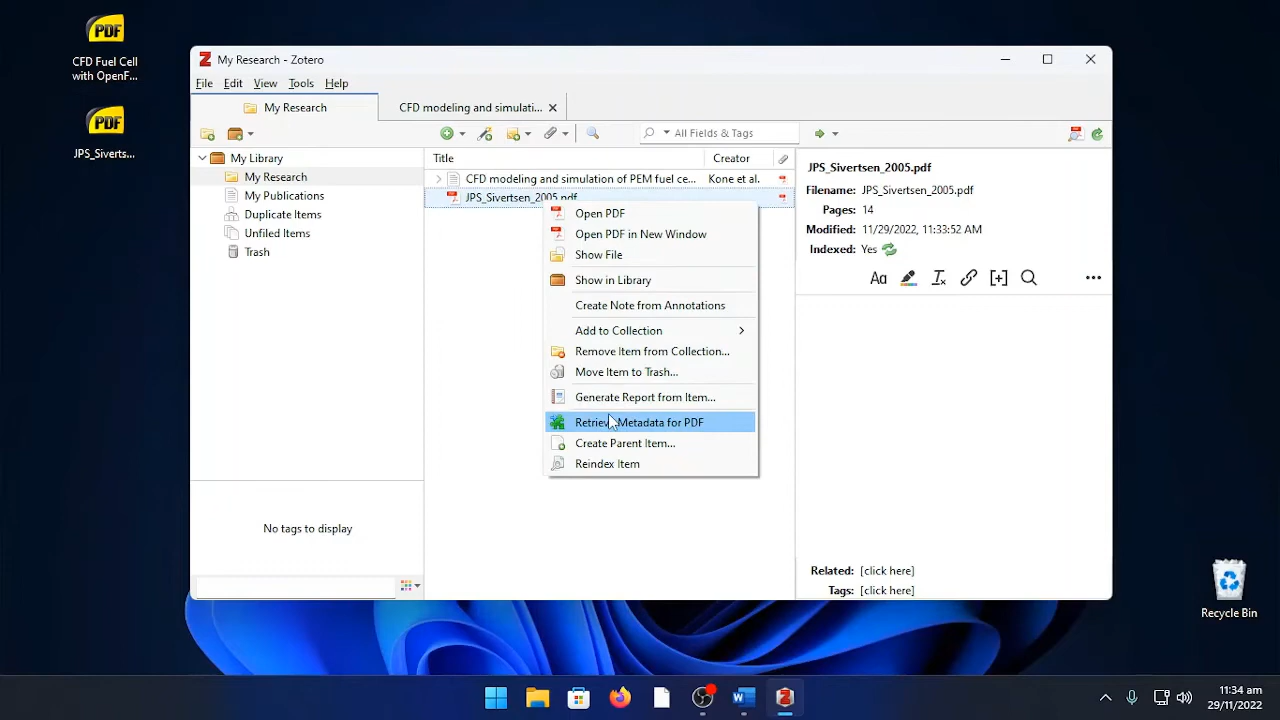 PDF
CFD Fuel Cell
with OpenF...
PDF
JPS_Siverts...
My Research - Zotero
File Edit View Tools Help
My Research
CFD modeling and simulati...
All Fields & Tags
My Library
My Research
My Publications
Duplicate Items
Unfiled Items
Trash
No tags to display
Title Creator
CFD modeling and simulation of PEM fuel ce... Kone et al.
JPS_Sivertsen_2005.pdf
Open PDF
Open PDF in New Window
Show File
Show in Library
Create Note from Annotations
Add to Collection
Remove Item from Collection...
Move Item to Trash...
Generate Report from Item...
Retrieve Metadata for PDF
Create Parent Item...
Reindex Item
JPS_Sivertsen_2005.pdf
Filename: JPS_Sivertsen_2005.pdf
Pages: 14
Modified: 11/29/2022, 11:33:52 AM
Indexed: Yes
Aa
Related: [click here]
Tags: [click here]
Recycle Bin
11:34 am
29/11/2022